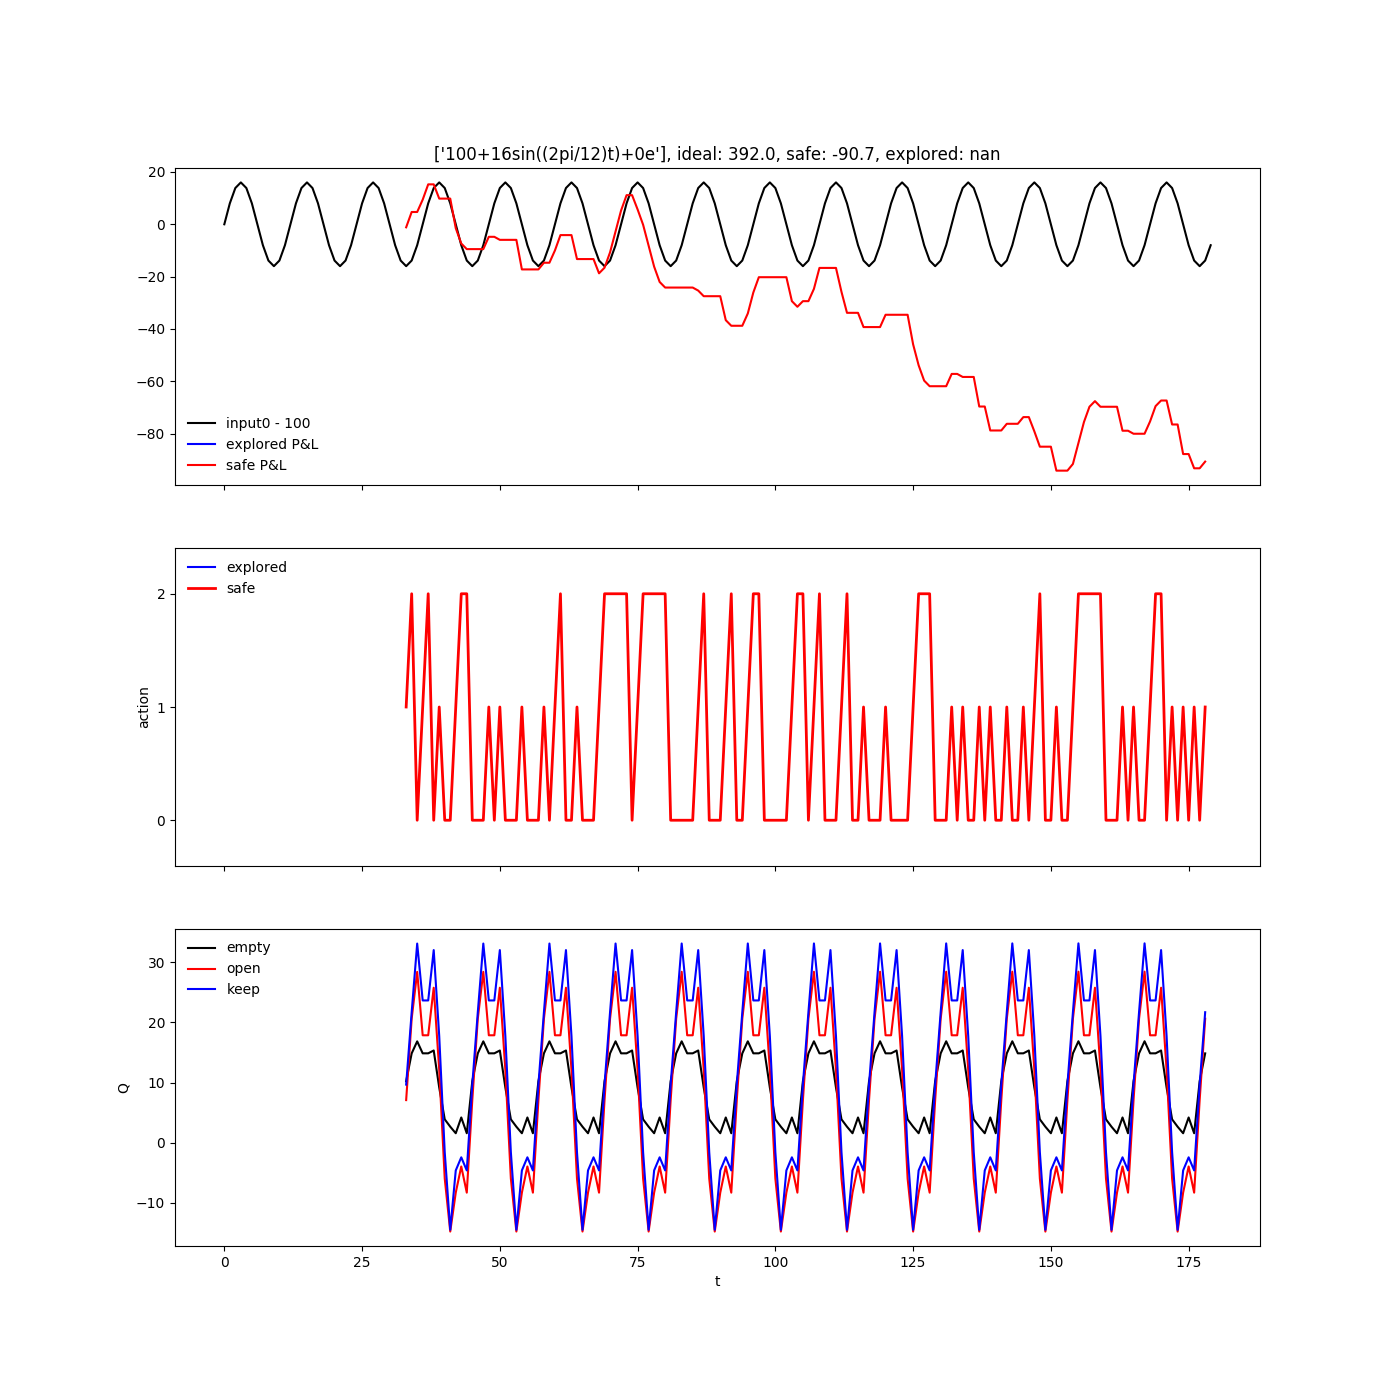 ['100+16sin((2pi/12)t)+0e'], ideal: 392.0, safe: -90.7, explored: nan
20
0
−20
−40
−60
−80
input0 - 100
explored P&L
safe P&L
explored
safe
2
1
0
action
empty
open
keep
30
20
10
0
−10
Q
0 25 50 75 100 125 150 175
t